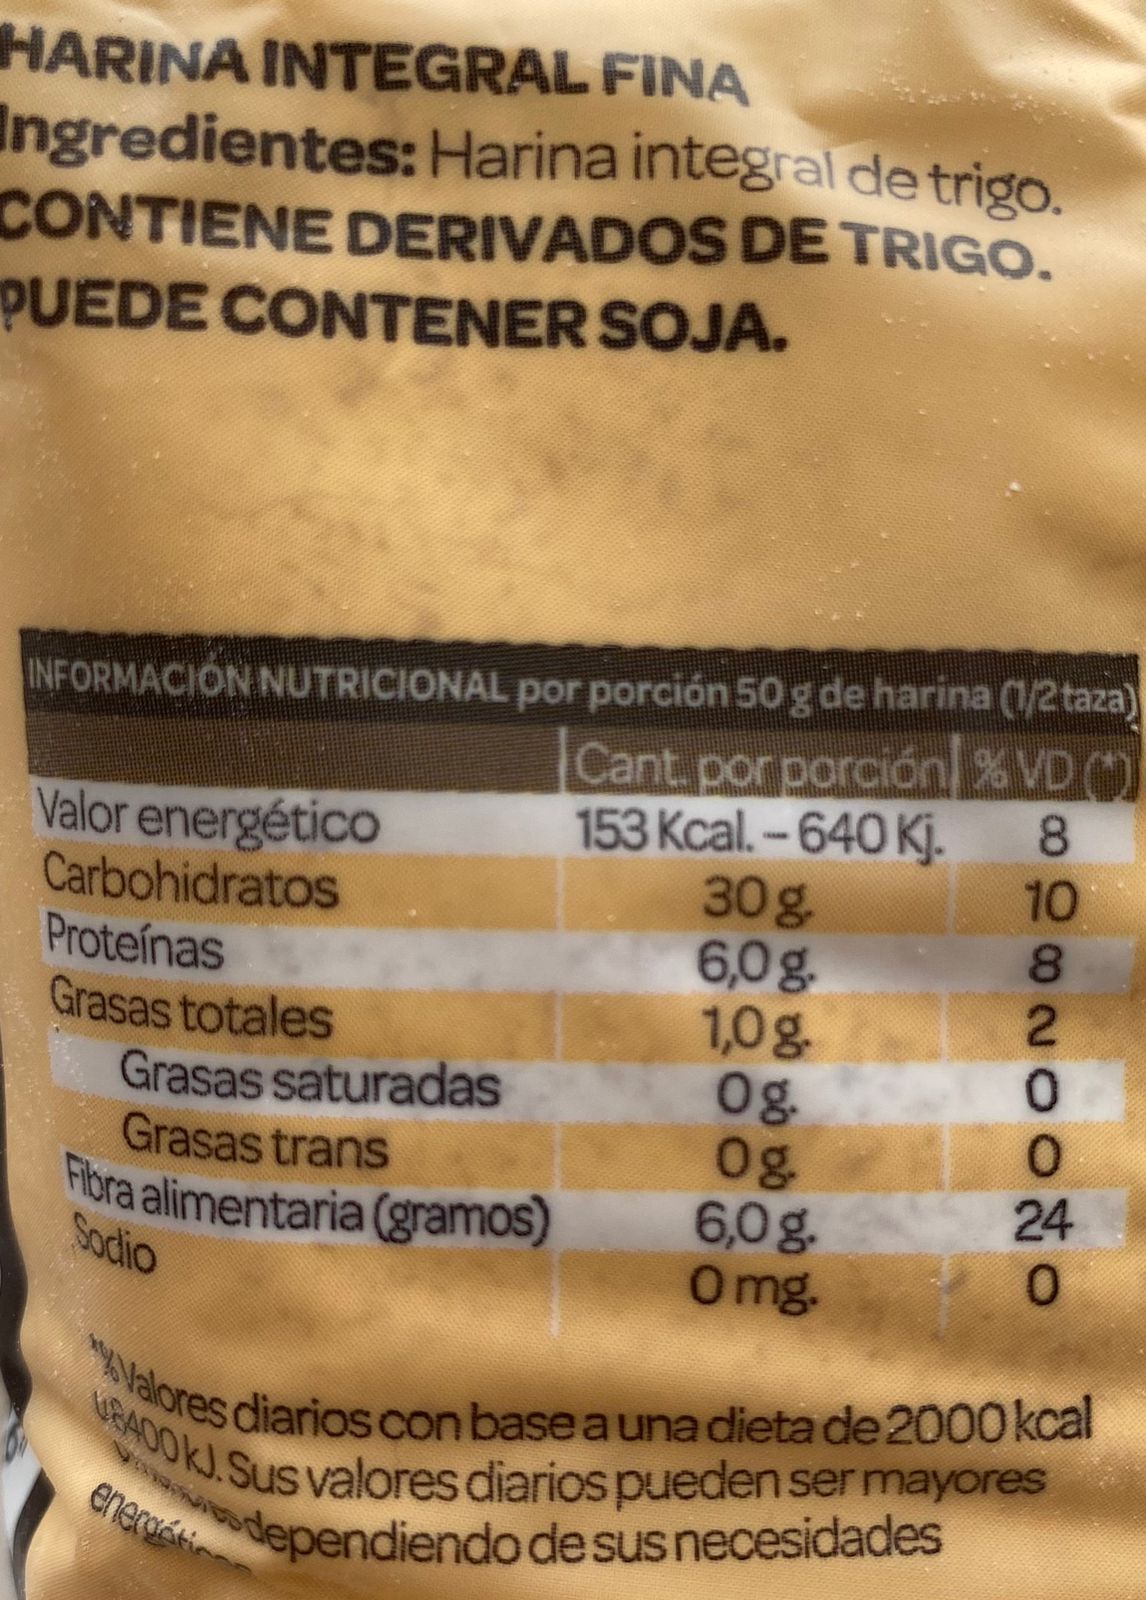 HARINA INTEGRAL FINA
Ingredientes: Harina integral de trigo.
CONTIENE DERIVADOS DE TRIGO.
PUEDE CONTENER SOJA.
INFORMACIÓN NUTRICIONAL por porción 50 g de harina (1/2 taza)
Cant. por porción % VD (*)
Valor energético 153 Kcal. – 640 Kj. 8
Carbohidratos 30 g. 10
Proteínas 6,0 g. 8
Grasas totales 1,0 g. 2
Grasas saturadas 0 g. 0
Grasas trans 0 g. 0
Fibra alimentaria (gramos) 6,0 g. 24
Sodio 0 mg. 0
*%Valores diarios con base a una dieta de 2000 kcal
u 8400 kJ. Sus valores diarios pueden ser mayores
dependiendo de sus necesidades